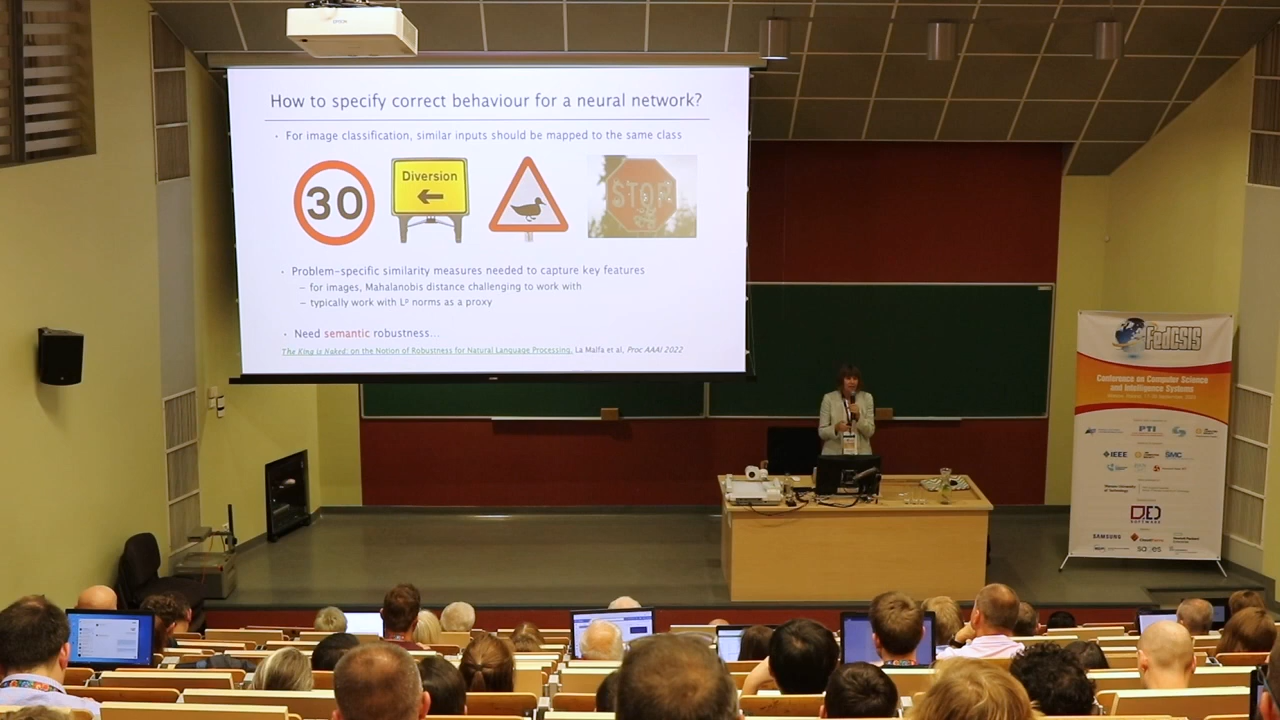 EPSON
How to specify correct behaviour for a neural network?
· For image classification, similar inputs should be mapped to the same class
30
Diversion
STOP
· Problem-specific similarity measures needed to capture key features
– for images, Mahalanobis distance challenging to work with
– typically work with Lᵖ norms as a proxy
· Need semantic robustness...
The King is Naked: on the Notion of Robustness for Natural Language Processing. La Malfa et al, Proc AAAI 2022
FedCSIS
Conference on Computer Science
and Intelligence Systems
PTI
IEEE
SMC
SOFTWARE
SAMSUNG
sages